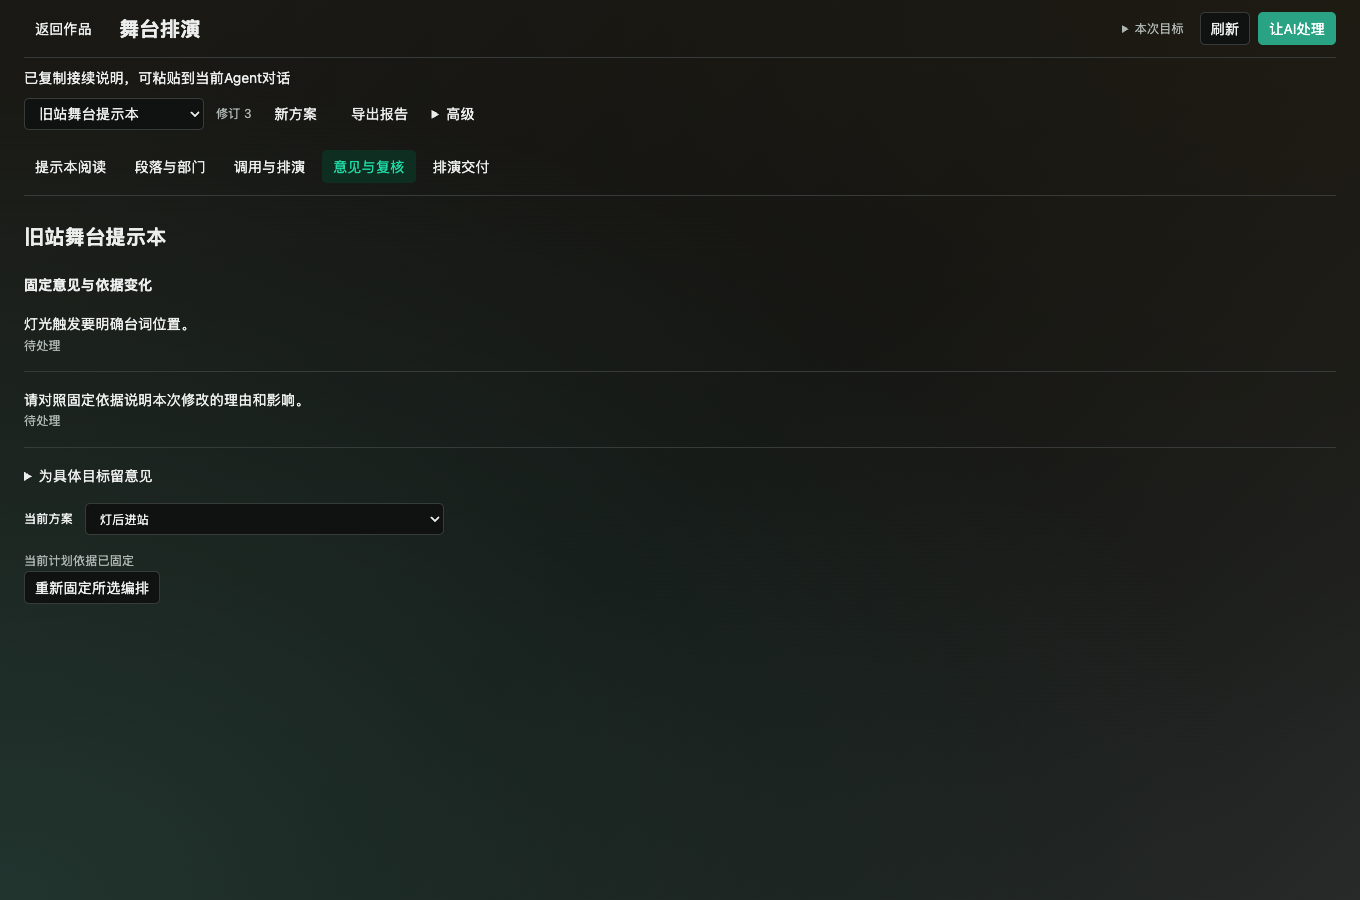 返回作品 舞台排演 ▶ 本次目标 刷新 让AI处理
已复制接续说明，可粘贴到当前Agent对话
旧站舞台提示本 修订 3 新方案 导出报告 ▶ 高级
提示本阅读 段落与部门 调用与排演 意见与复核 排演交付
旧站舞台提示本
固定意见与依据变化
灯光触发要明确台词位置。
待处理
请对照固定依据说明本次修改的理由和影响。
待处理
▶ 为具体目标留意见
当前方案 灯后进站
当前计划依据已固定
重新固定所选编排